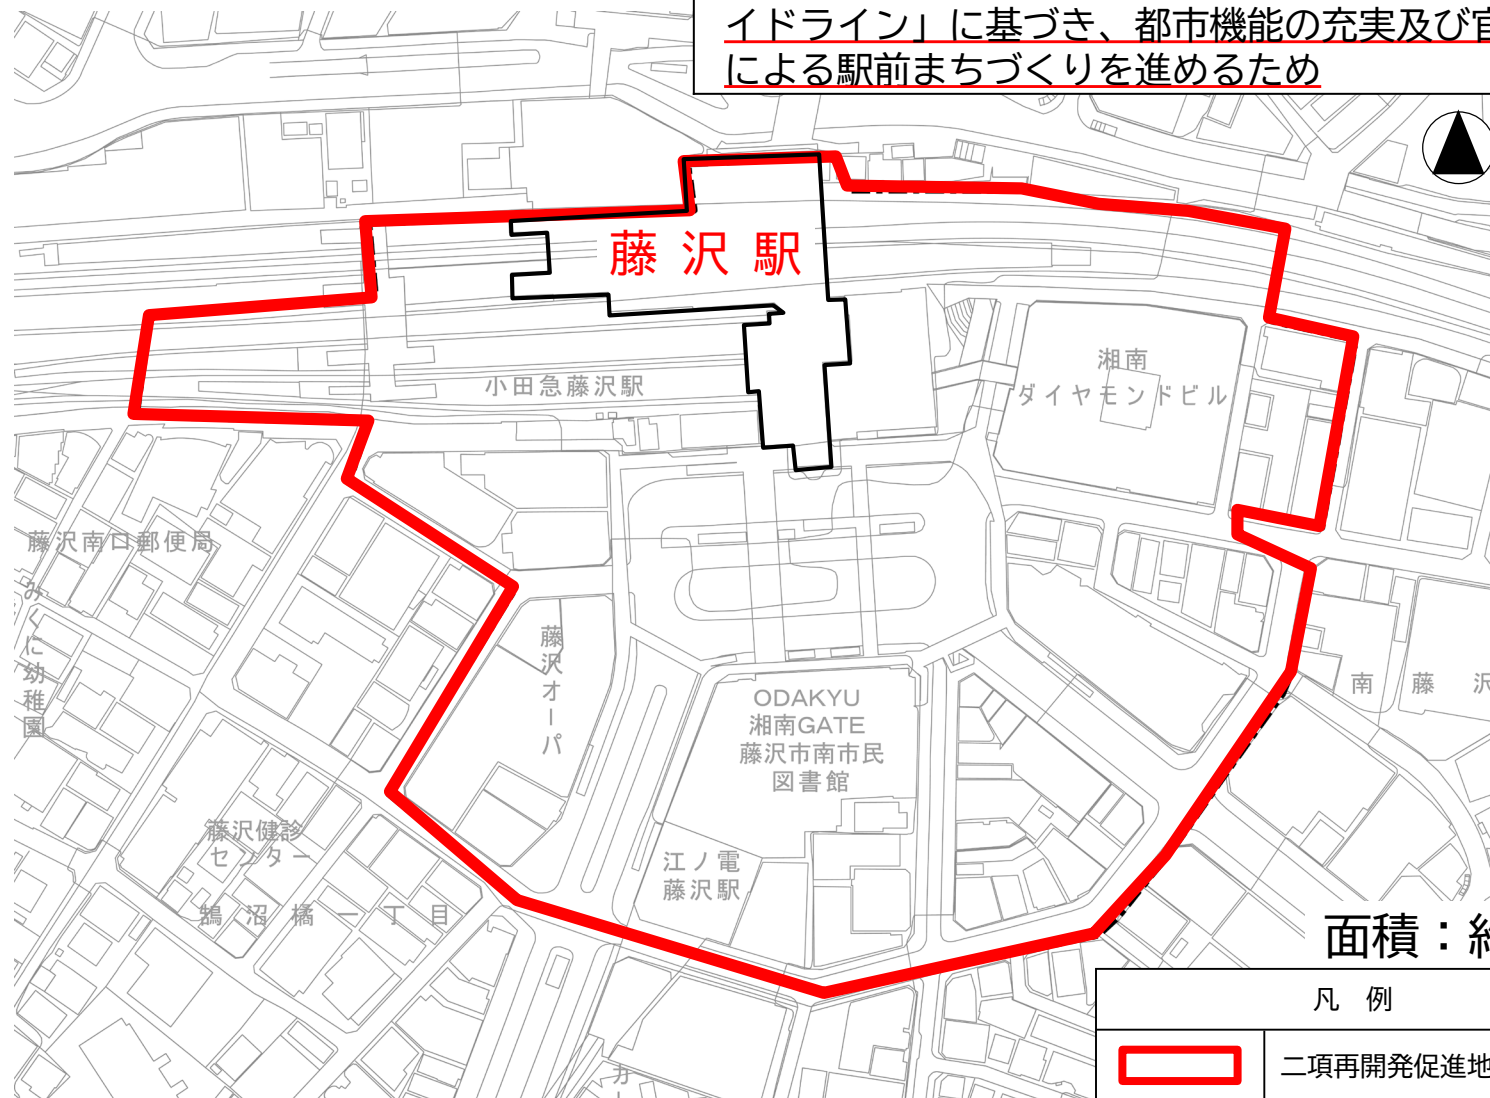 イドライン」に基づき、都市機能の充実及び官
による駅前まちづくりを進めるため
藤沢駅
湘南
ダイヤモンドビル
小田急藤沢駅
藤沢南口郵便局
みくに幼稚園
藤沢オーパ
ODAKYU
湘南GATE
藤沢市南市民
図書館
南藤沢
藤沢健診
センター
江ノ電
藤沢駅
鵠沼橘一丁目
面積：約
凡 例
二項再開発促進地
カ